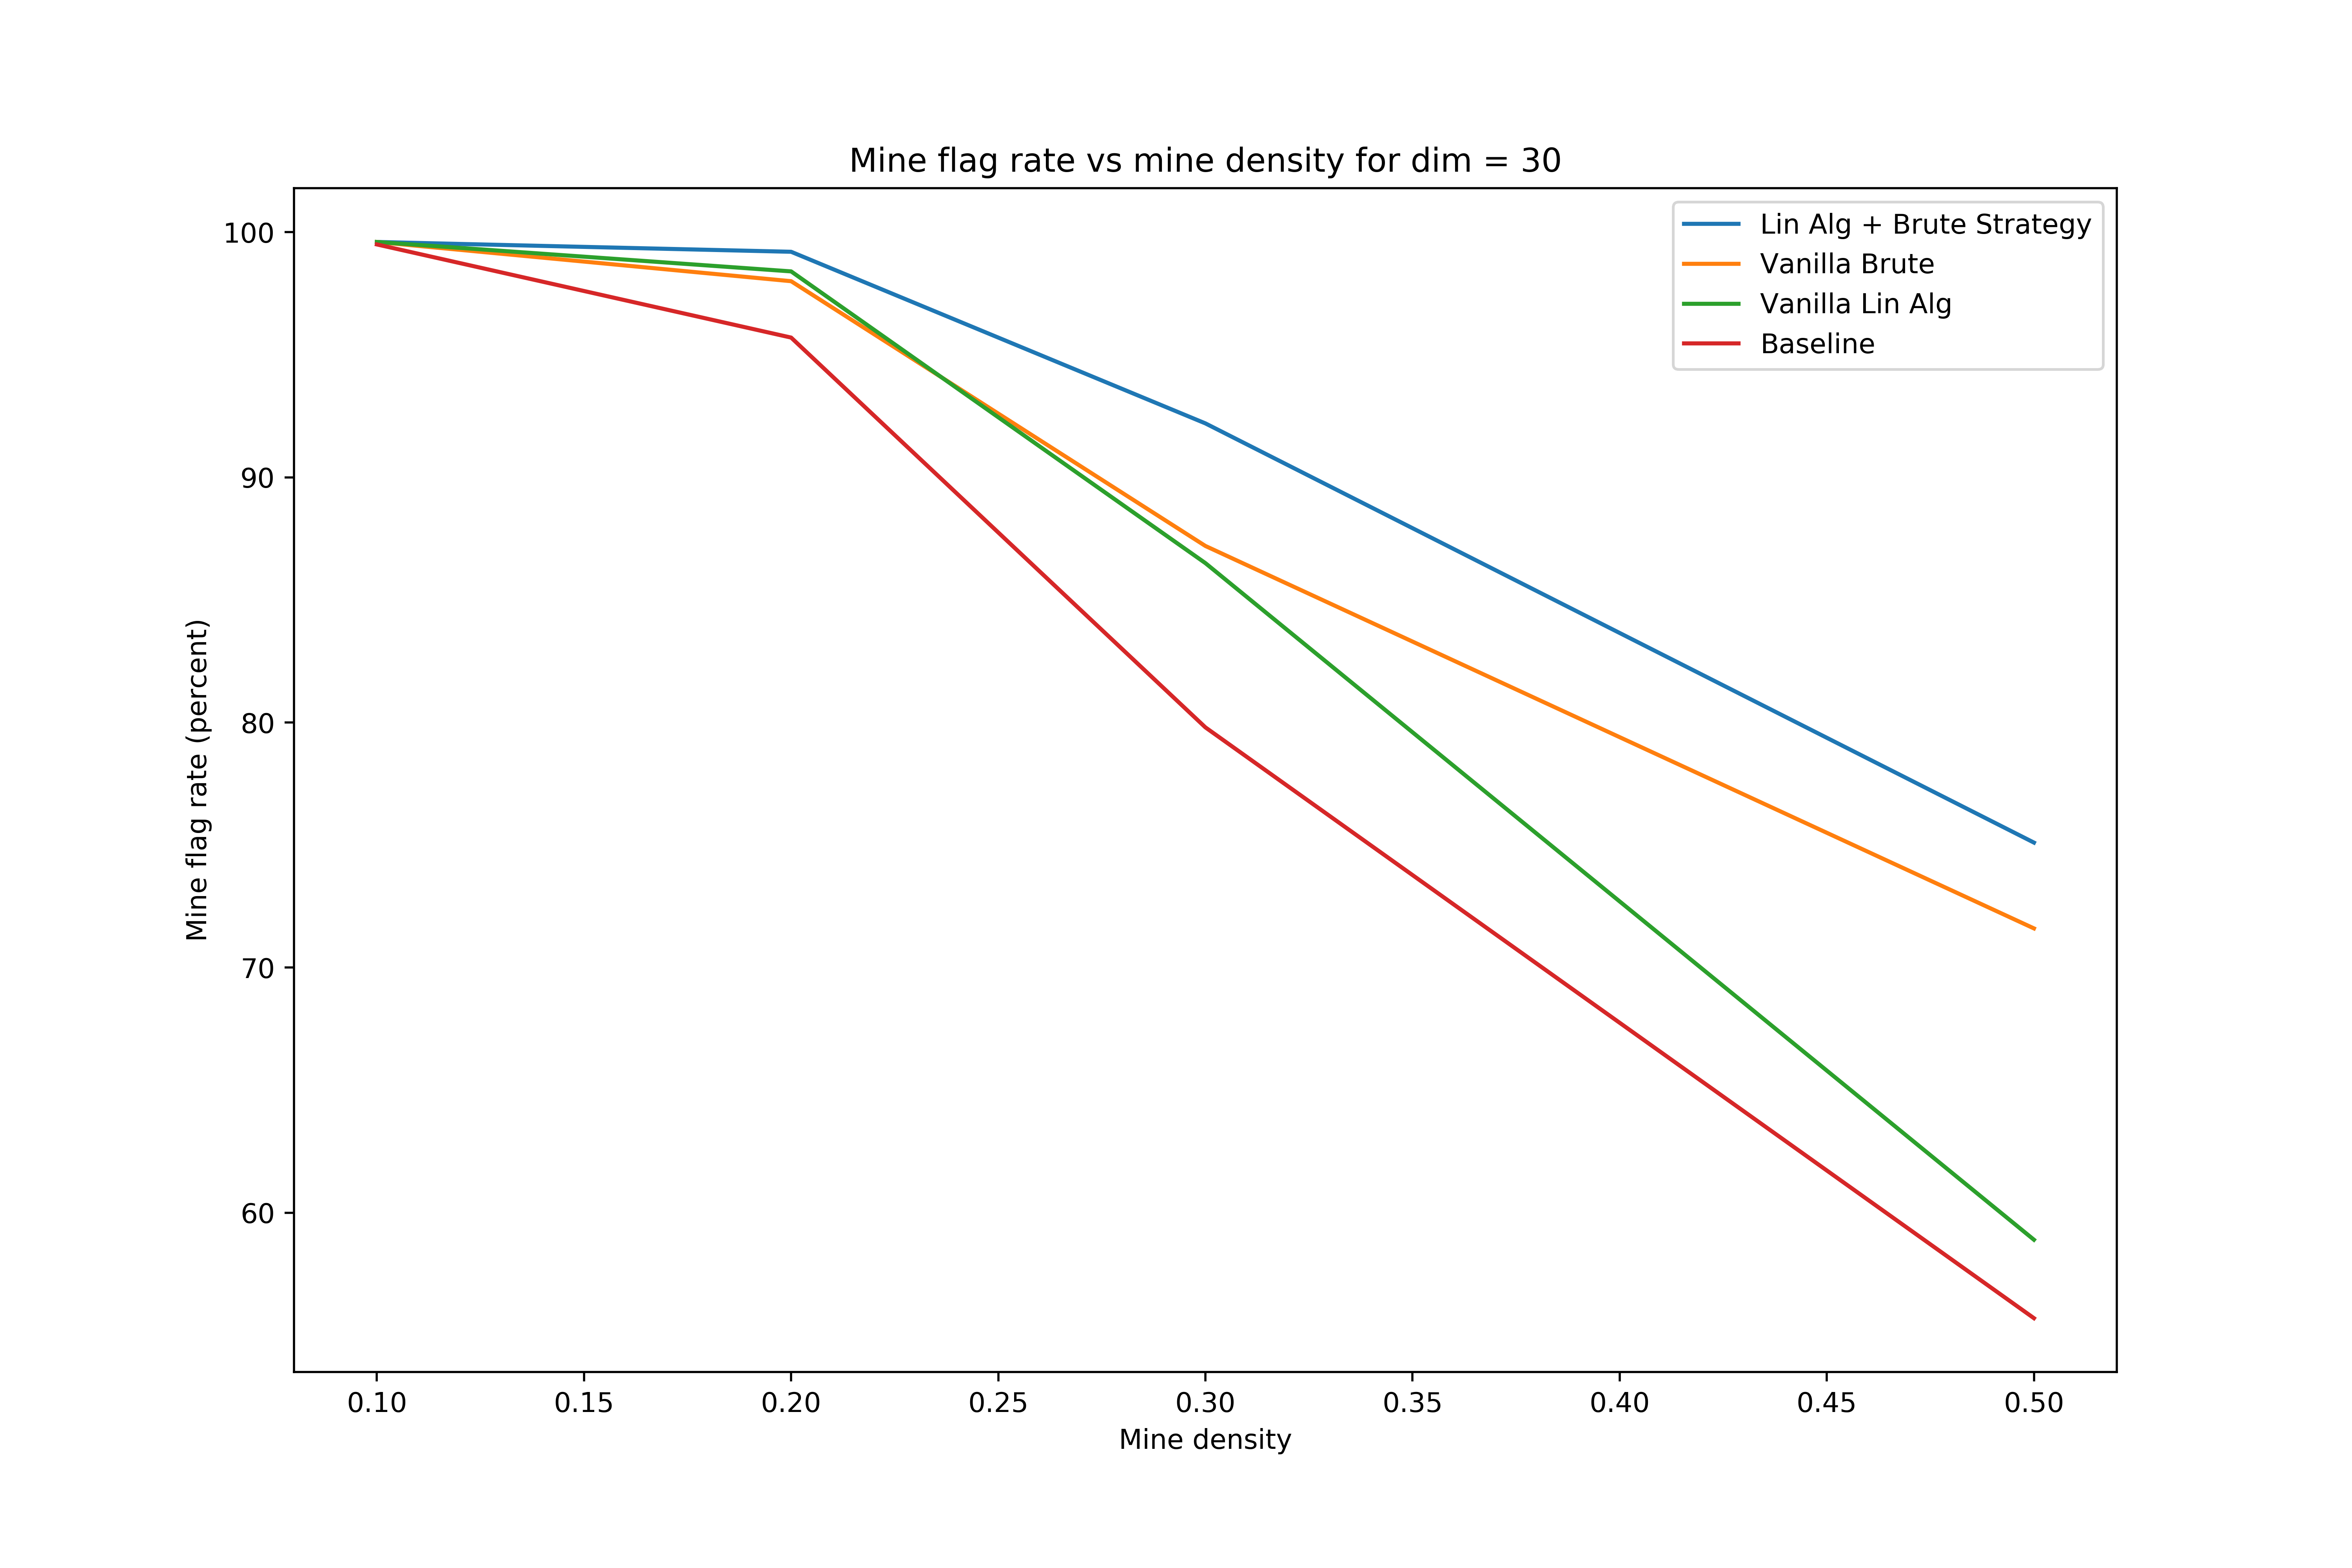 Mine flag rate vs mine density for dim = 30
Lin Alg + Brute Strategy
Vanilla Brute
Vanilla Lin Alg
Baseline
Mine flag rate (percent)
100
90
80
70
60
0.10 0.15 0.20 0.25 0.30 0.35 0.40 0.45 0.50
Mine density